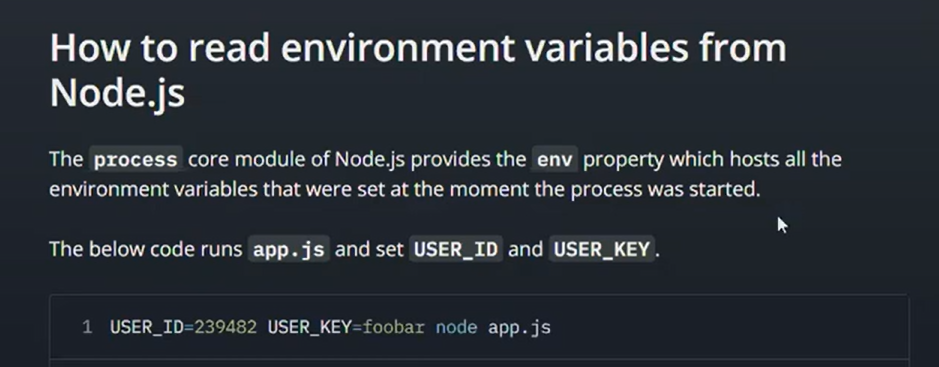 How to read environment variables from
Node.js
The process core module of Node.js provides the env property which hosts all the
environment variables that were set at the moment the process was started.
The below code runs app.js and set USER_ID and USER_KEY.
1 USER_ID=239482 USER_KEY=foobar node app.js